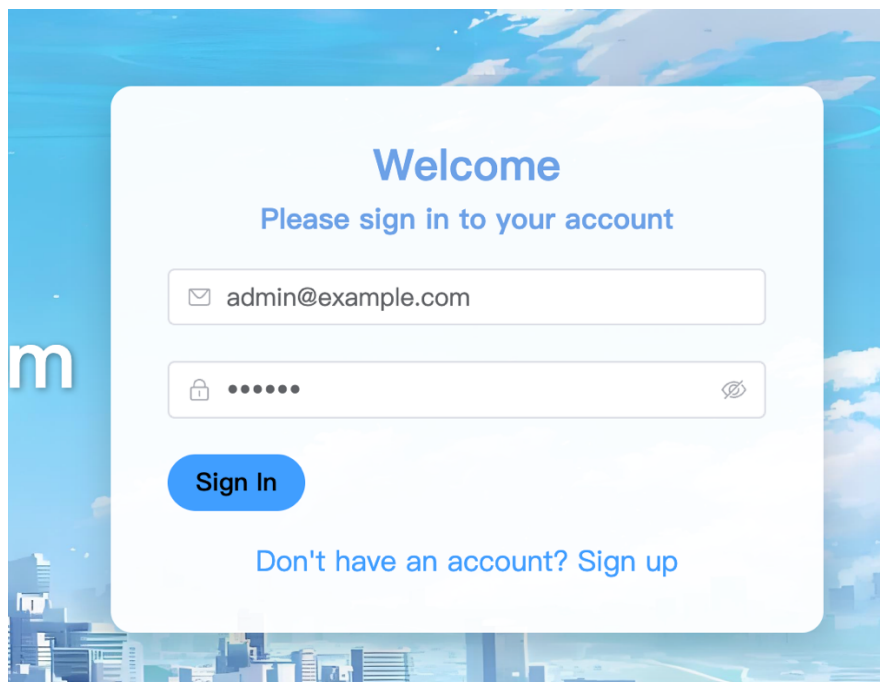 Welcome
Please sign in to your account
admin@example.com
m
••••••
Sign In
Don't have an account? Sign up